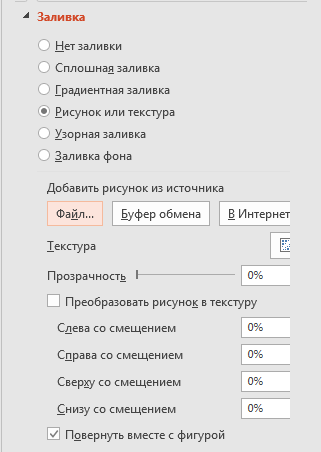 Заливка
Нет заливки
Сплошная заливка
Градиентная заливка
Рисунок или текстура
Узорная заливка
Заливка фона
Добавить рисунок из источника
Файл... Буфер обмена В Интернет
Текстура
Прозрачность 0%
Преобразовать рисунок в текстуру
Слева со смещением 0%
Справа со смещением 0%
Сверху со смещением 0%
Снизу со смещением 0%
Повернуть вместе с фигурой